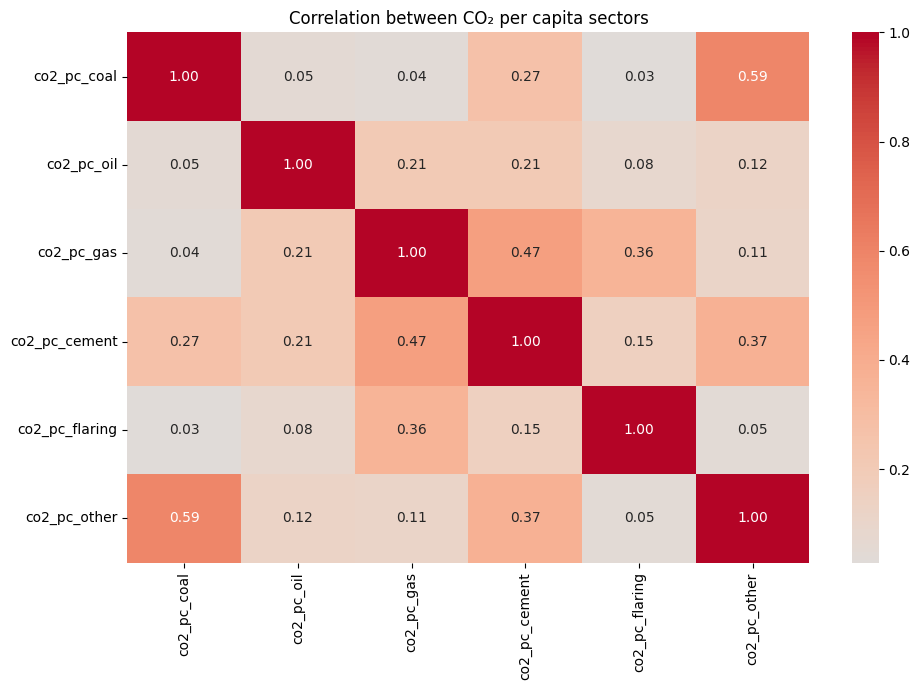 Correlation between CO₂ per capita sectors
co2_pc_coal 1.00 0.05 0.04 0.27 0.03 0.59
co2_pc_oil 0.05 1.00 0.21 0.21 0.08 0.12
co2_pc_gas 0.04 0.21 1.00 0.47 0.36 0.11
co2_pc_cement 0.27 0.21 0.47 1.00 0.15 0.37
co2_pc_flaring 0.03 0.08 0.36 0.15 1.00 0.05
co2_pc_other 0.59 0.12 0.11 0.37 0.05 1.00
co2_pc_coal
co2_pc_oil
co2_pc_gas
co2_pc_cement
co2_pc_flaring
co2_pc_other
1.0
0.8
0.6
0.4
0.2